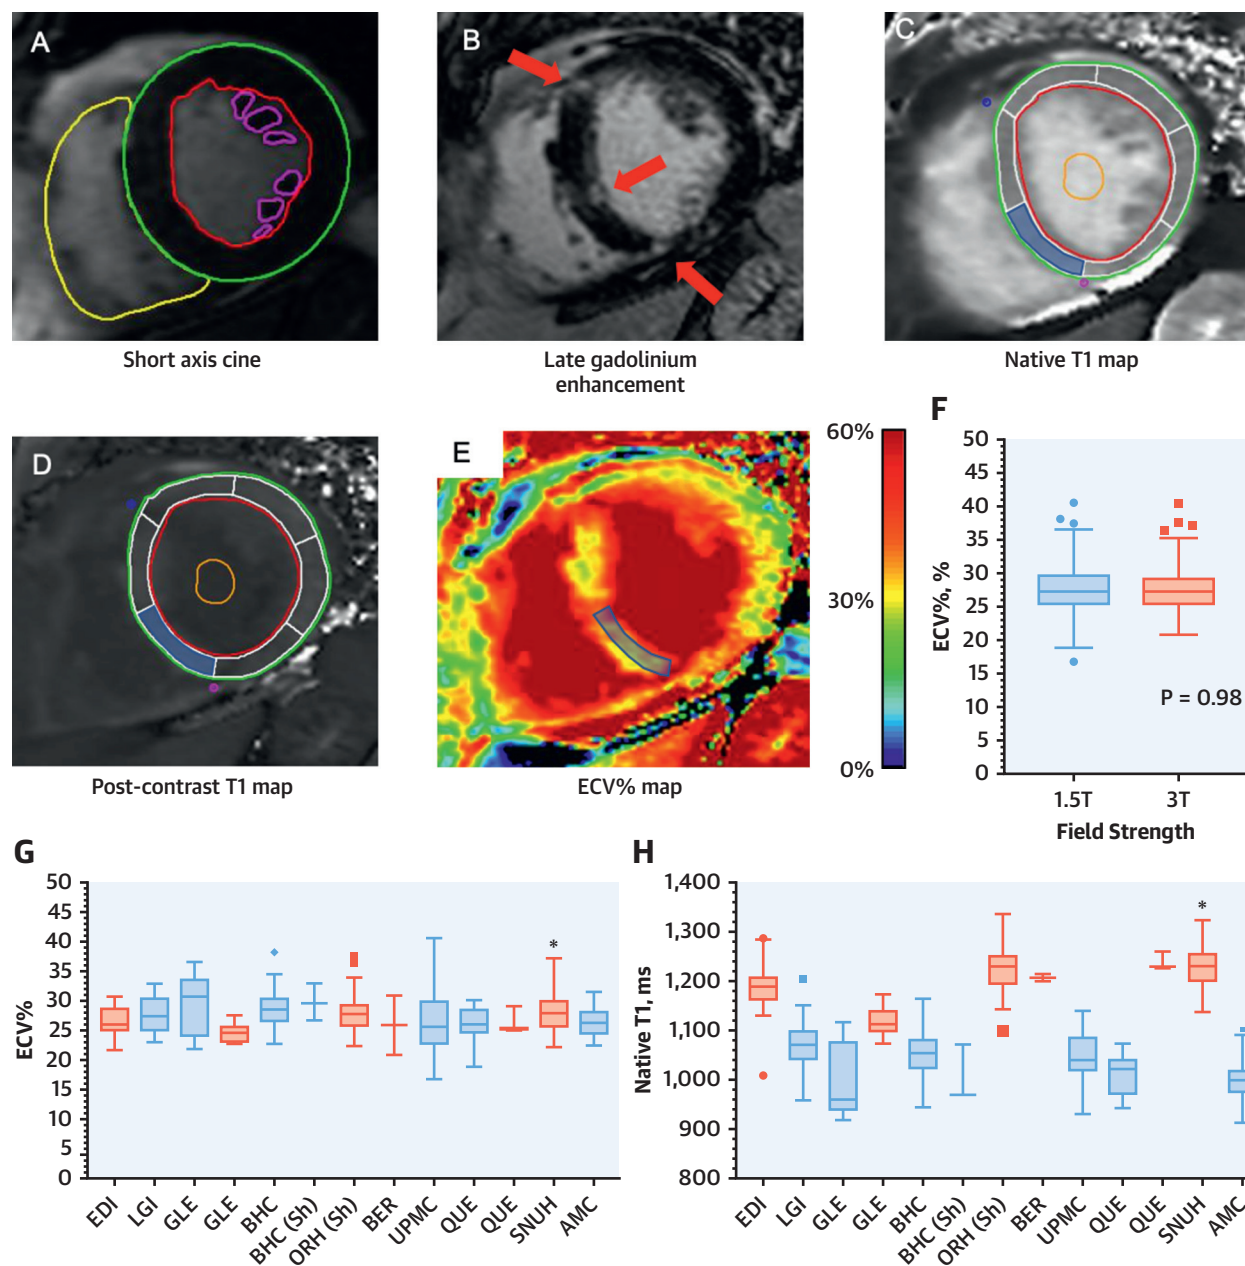 A
B
C
Short axis cine
Late gadolinium
enhancement
Native T1 map
D
E
60%
30%
0%
Post-contrast T1 map
ECV% map
F
50
45
40
35
30
25
20
15
10
5
0
ECV%, %
P = 0.98
1.5T
3T
Field Strength
G
50
45
40
35
30
25
20
15
10
5
0
ECV%
*
EDI
LGI
GLE
GLE
BHC
BHC (Sh)
ORH (Sh)
BER
UPMC
QUE
QUE
SNUH
AMC
H
1,400
1,300
1,200
1,100
1,000
900
800
Native T1, ms
*
EDI
LGI
GLE
GLE
BHC
BHC (Sh)
ORH (Sh)
BER
UPMC
QUE
QUE
SNUH
AMC